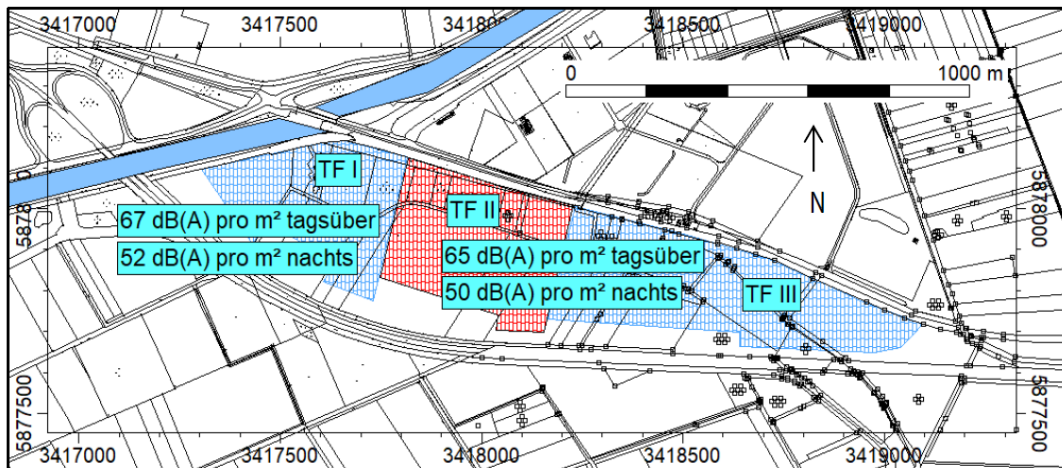 3417000 3417500 3418000 3418500 3419000
0 1000 m
TF I
5878000
67 dB(A) pro m² tagsüber
52 dB(A) pro m² nachts
TF II
65 dB(A) pro m² tagsüber
50 dB(A) pro m² nachts
TF III
N
5878000
5877500
5877500
3417000 3417500 3418000 3418500 3419000